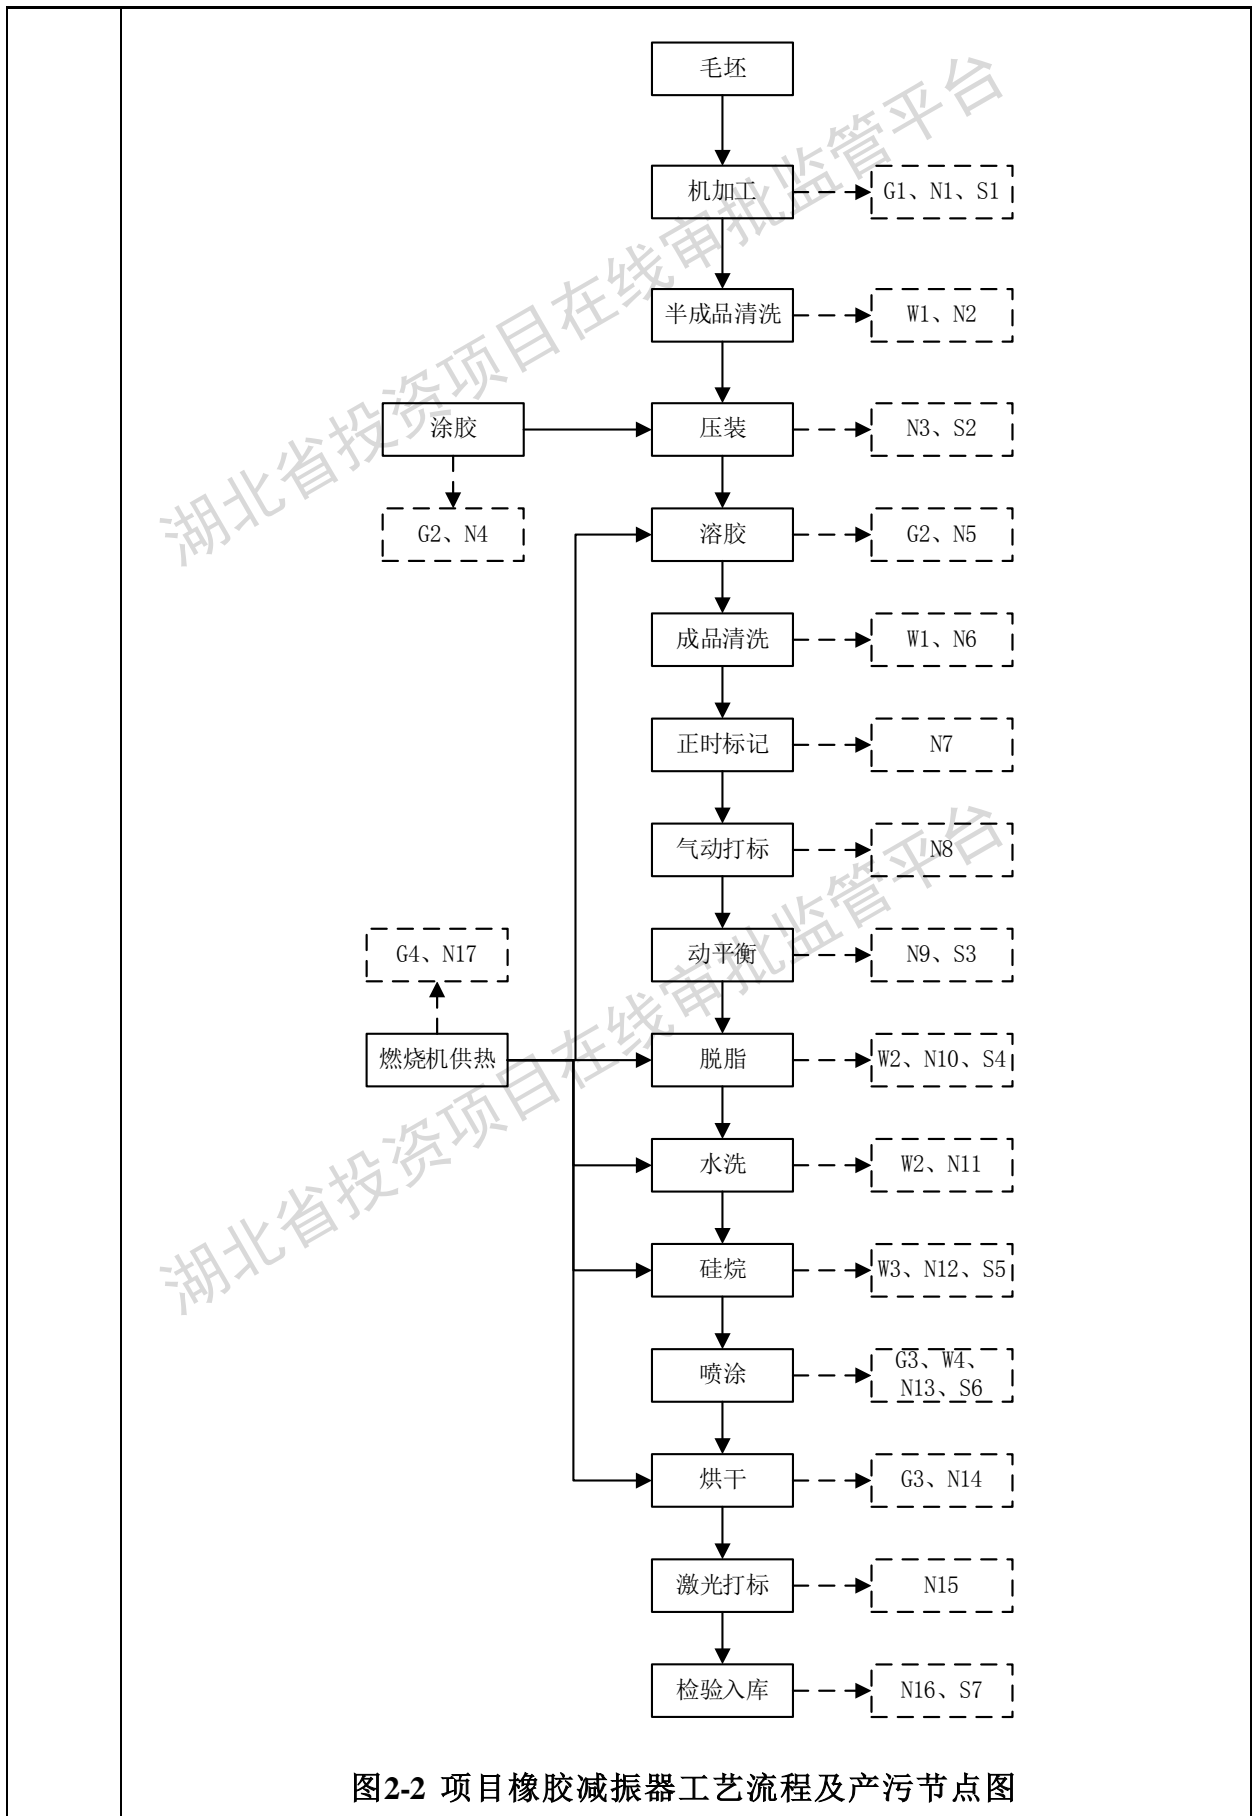 毛坯
机加工
G1、N1、S1
半成品清洗
W1、N2
涂胶
压装
N3、S2
G2、N4
溶胶
G2、N5
成品清洗
W1、N6
正时标记
N7
气动打标
N8
G4、N17
动平衡
N9、S3
燃烧机供热
脱脂
W2、N10、S4
水洗
W2、N11
硅烷
W3、N12、S5
喷涂
G3、W4、
N13、S6
烘干
G3、N14
激光打标
N15
检验入库
N16、S7
图2-2 项目橡胶减振器工艺流程及产污节点图
湖北省投资项目在线审批监管平台
湖北省投资项目在线审批监管平台